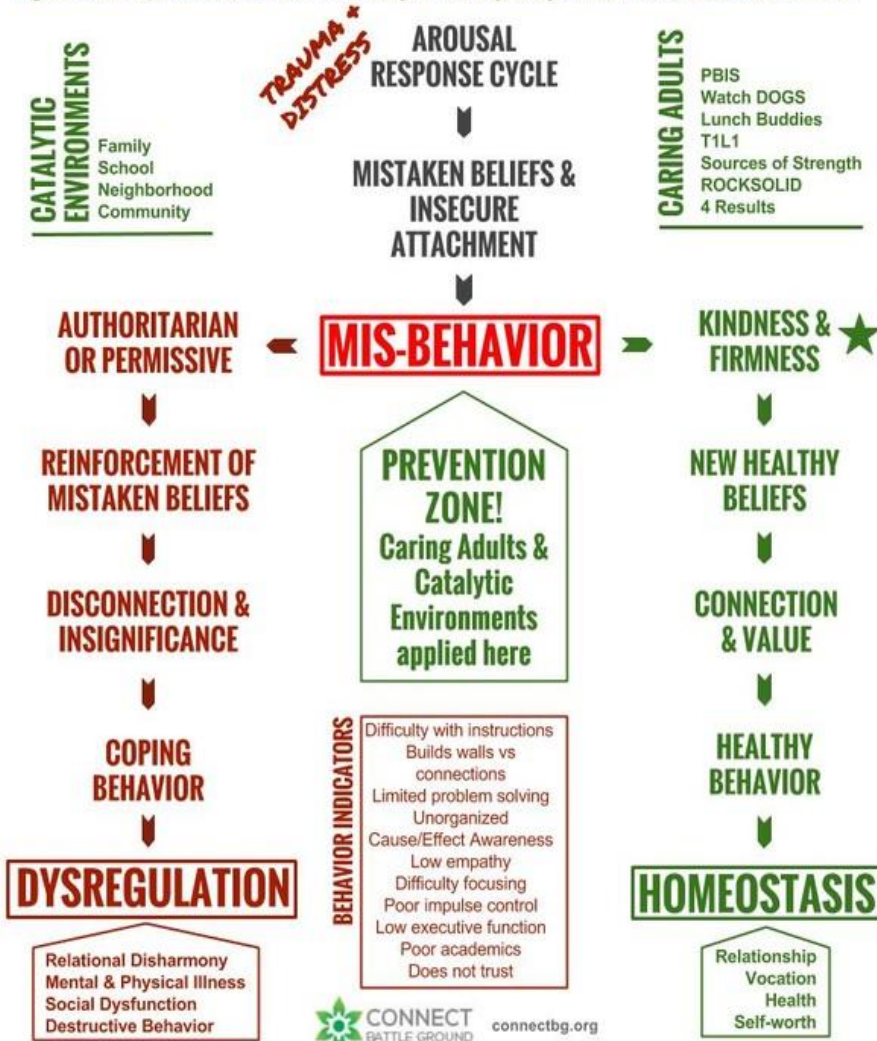 TRAUMA +
DISTRESS
AROUSAL
RESPONSE CYCLE
MISTAKEN BELIEFS &
INSECURE
ATTACHMENT
CATALYTIC
ENVIRONMENTS
Family
School
Neighborhood
Community
CARING ADULTS
PBIS
Watch DOGS
Lunch Buddies
T1L1
Sources of Strength
ROCKSOLID
4 Results
MIS-BEHAVIOR
AUTHORITARIAN
OR PERMISSIVE
REINFORCEMENT OF
MISTAKEN BELIEFS
DISCONNECTION &
INSIGNIFICANCE
COPING
BEHAVIOR
DYSREGULATION
Relational Disharmony
Mental & Physical Illness
Social Dysfunction
Destructive Behavior
PREVENTION
ZONE!
Caring Adults &
Catalytic
Environments
applied here
BEHAVIOR INDICATORS
Difficulty with instructions
Builds walls vs
connections
Limited problem solving
Unorganized
Cause/Effect Awareness
Low empathy
Difficulty focusing
Poor impulse control
Low executive function
Poor academics
Does not trust
KINDNESS &
FIRMNESS
NEW HEALTHY
BELIEFS
CONNECTION
& VALUE
HEALTHY
BEHAVIOR
HOMEOSTASIS
Relationship
Vocation
Health
Self-worth
CONNECT
BATTLE GROUND
connectbg.org